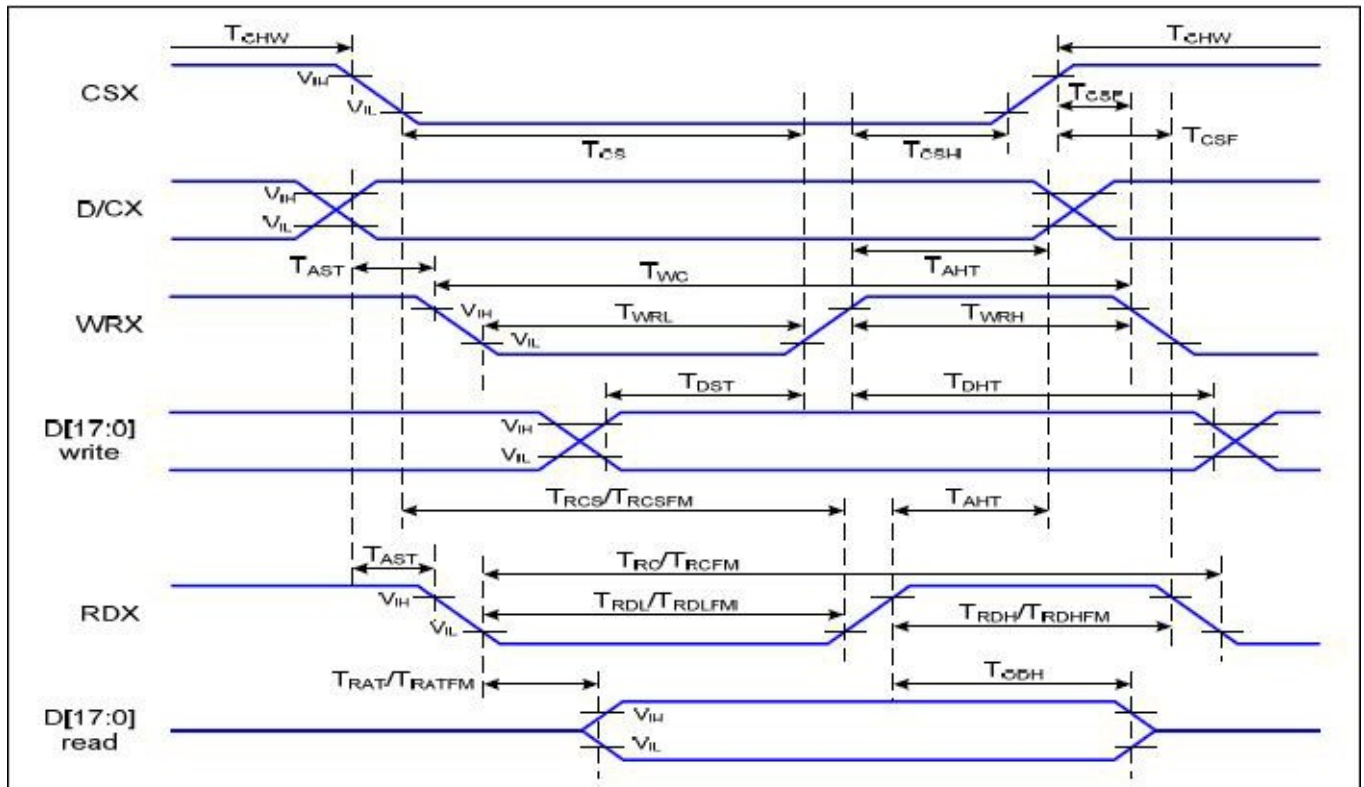 TCHW TCHW
CSX VIH VIL
TCSF
TCSF
TCS TCSH
D/CX VIH VIL
TAST TWC TAHT
WRX VIH TWRL TWRH
VIL
TDST TDHT
D[17:0] VIH
write VIL
TRCS/TRCSFM TAHT
TAST TRC/TRCFM
RDX VIH TRDL/TRDLFM TRDH/TRDHFM
VIL
TRAT/TRATFM TODH
D[17:0] VIH
read VIL